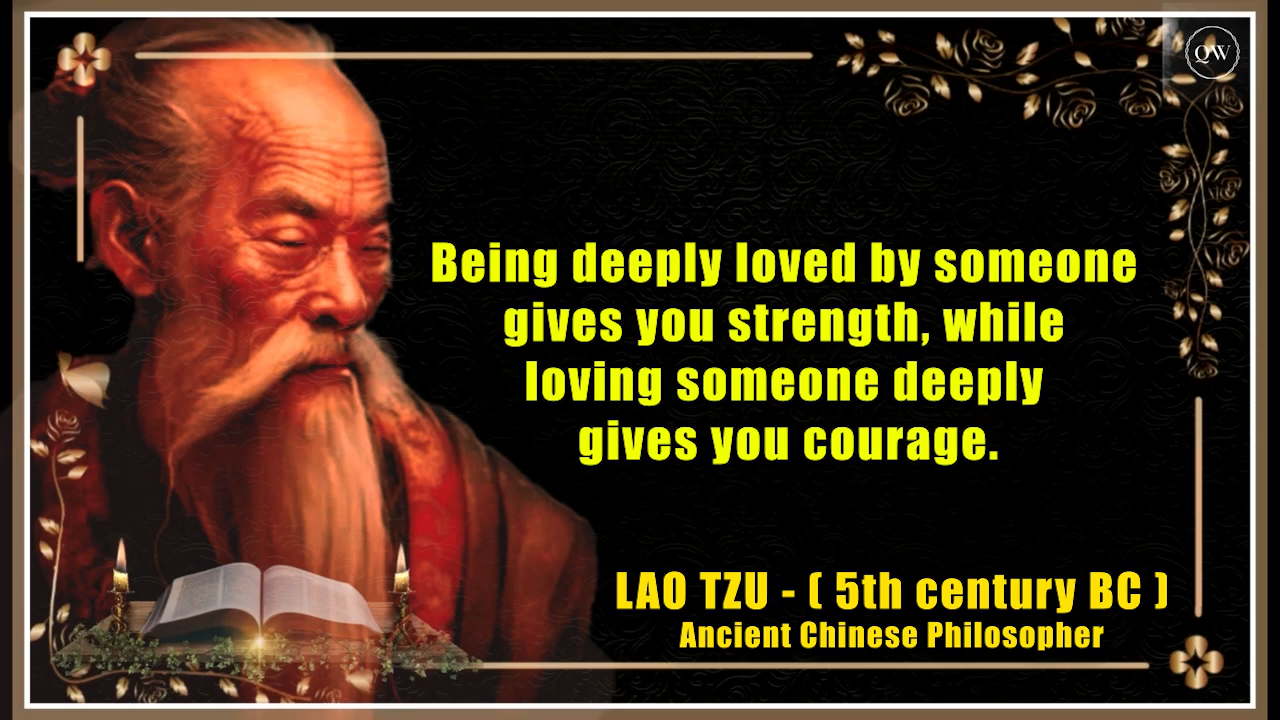 QW
Being deeply loved by someone
gives you strength, while
loving someone deeply
gives you courage.
LAO TZU - ( 5th century BC )
Ancient Chinese Philosopher